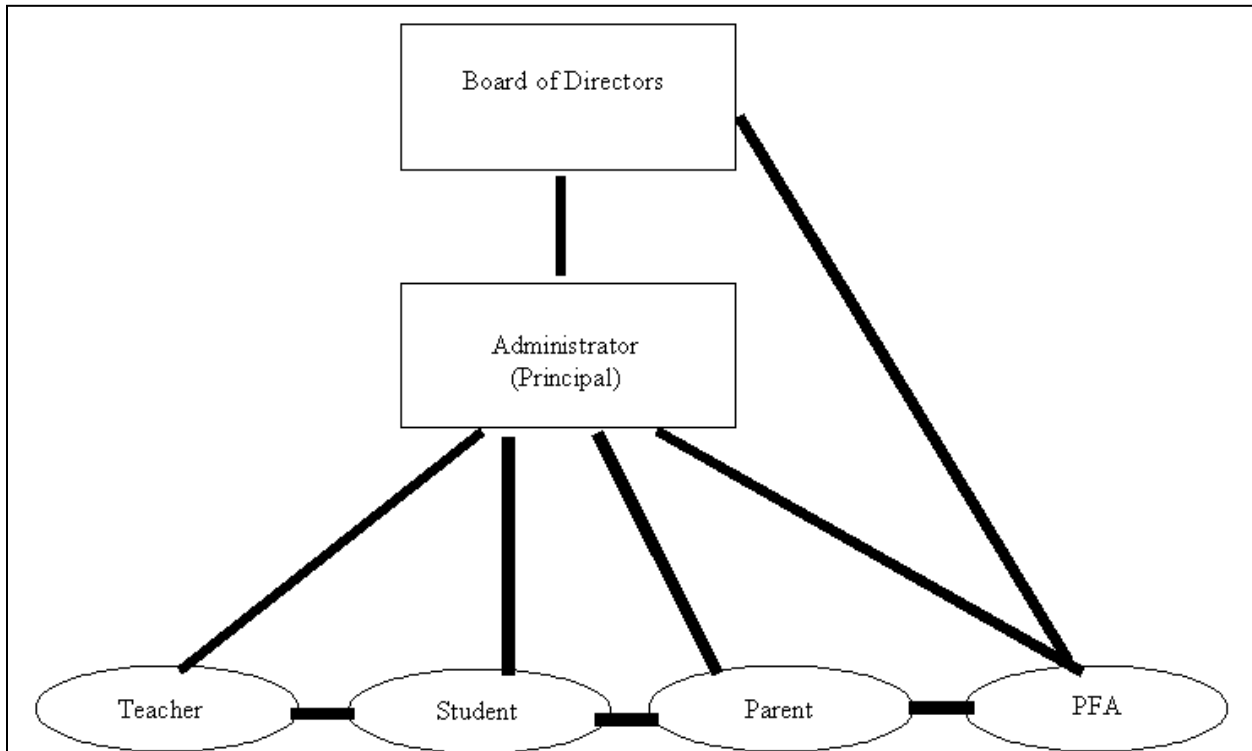 Board of Directors
Administrator
(Principal)
Teacher
Student
Parent
PFA